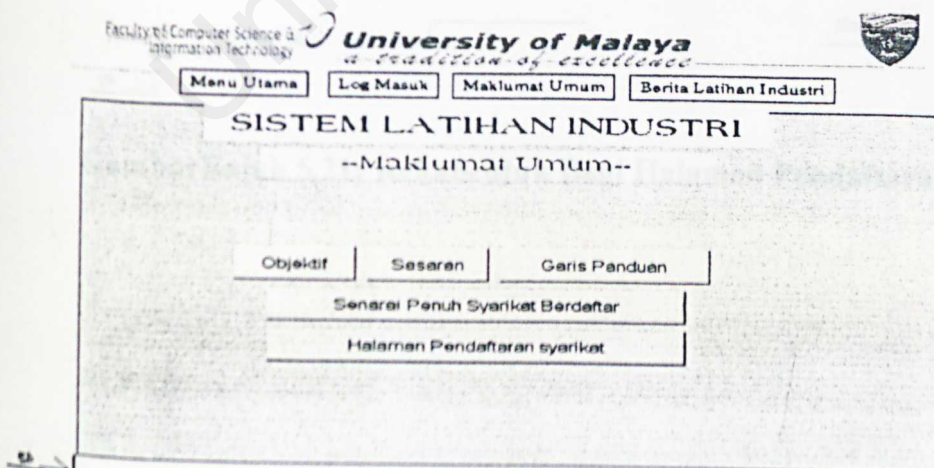 Faculty of Computer Science &
Information Technology
University of Malaya
a tradition of excellence
Menu Utama Log Masuk Maklumat Umum Berita Latihan Industri
SISTEM LATIHAN INDUSTRI
--Maklumat Umum--
Objektif Sasaran Garis Panduan
Senarai Penuh Syarikat Berdaftar
Halaman Pendaftaran syarikat